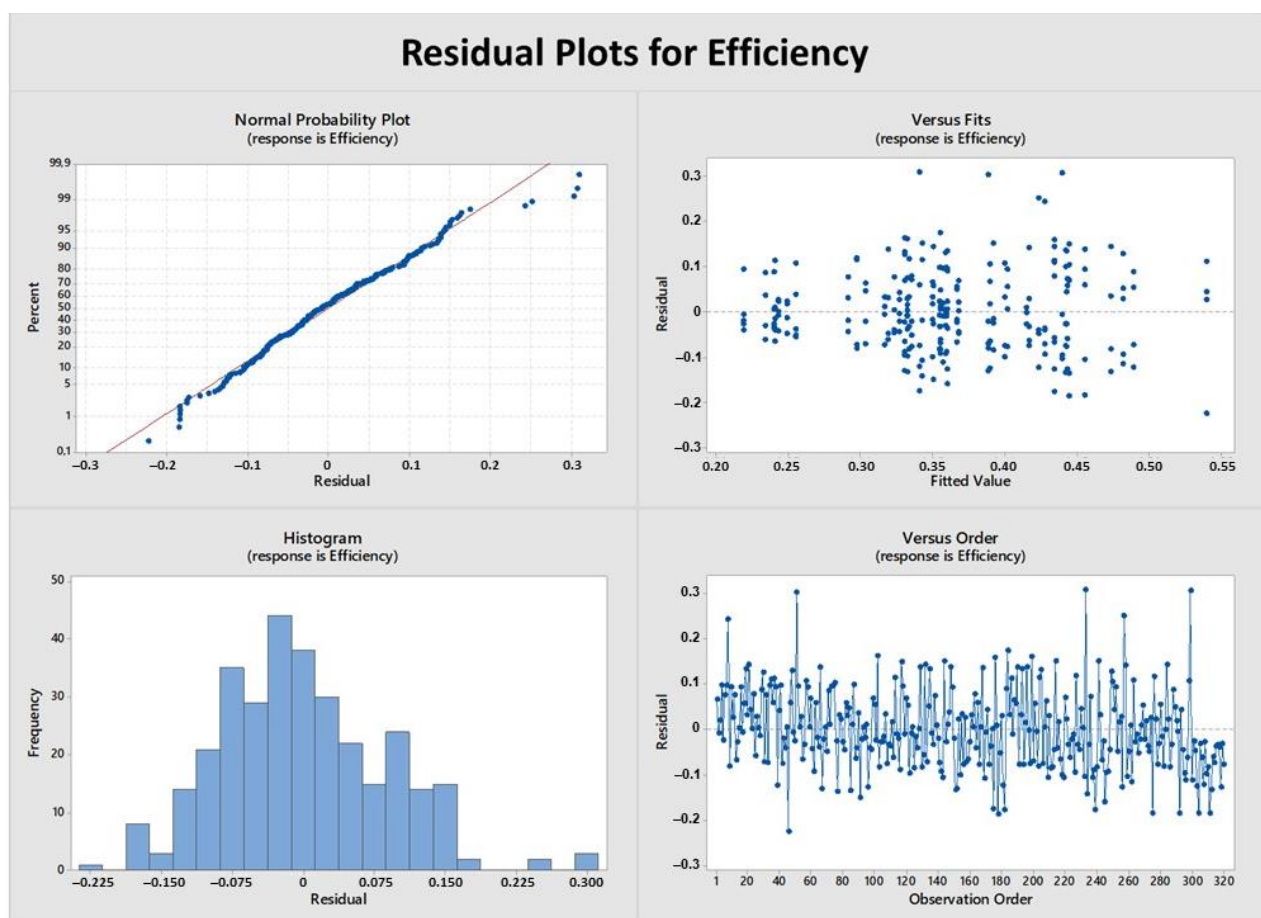 Residual Plots for Efficiency
Normal Probability Plot
(response is Efficiency)
Percent
99.9
99
95
90
80
70
60
50
40
30
20
10
5
1
0.1
−0.3 −0.2 −0.1 0 0.1 0.2 0.3
Residual
Versus Fits
(response is Efficiency)
Residual
0.3
0.2
0.1
0
−0.1
−0.2
−0.3
0.20 0.25 0.30 0.35 0.40 0.45 0.50 0.55
Fitted Value
Histogram
(response is Efficiency)
Frequency
50
40
30
20
10
0
−0.225 −0.150 −0.075 0 0.075 0.150 0.225 0.300
Residual
Versus Order
(response is Efficiency)
Residual
0.3
0.2
0.1
0
−0.1
−0.2
−0.3
1 20 40 60 80 100 120 140 160 180 200 220 240 260 280 300 320
Observation Order